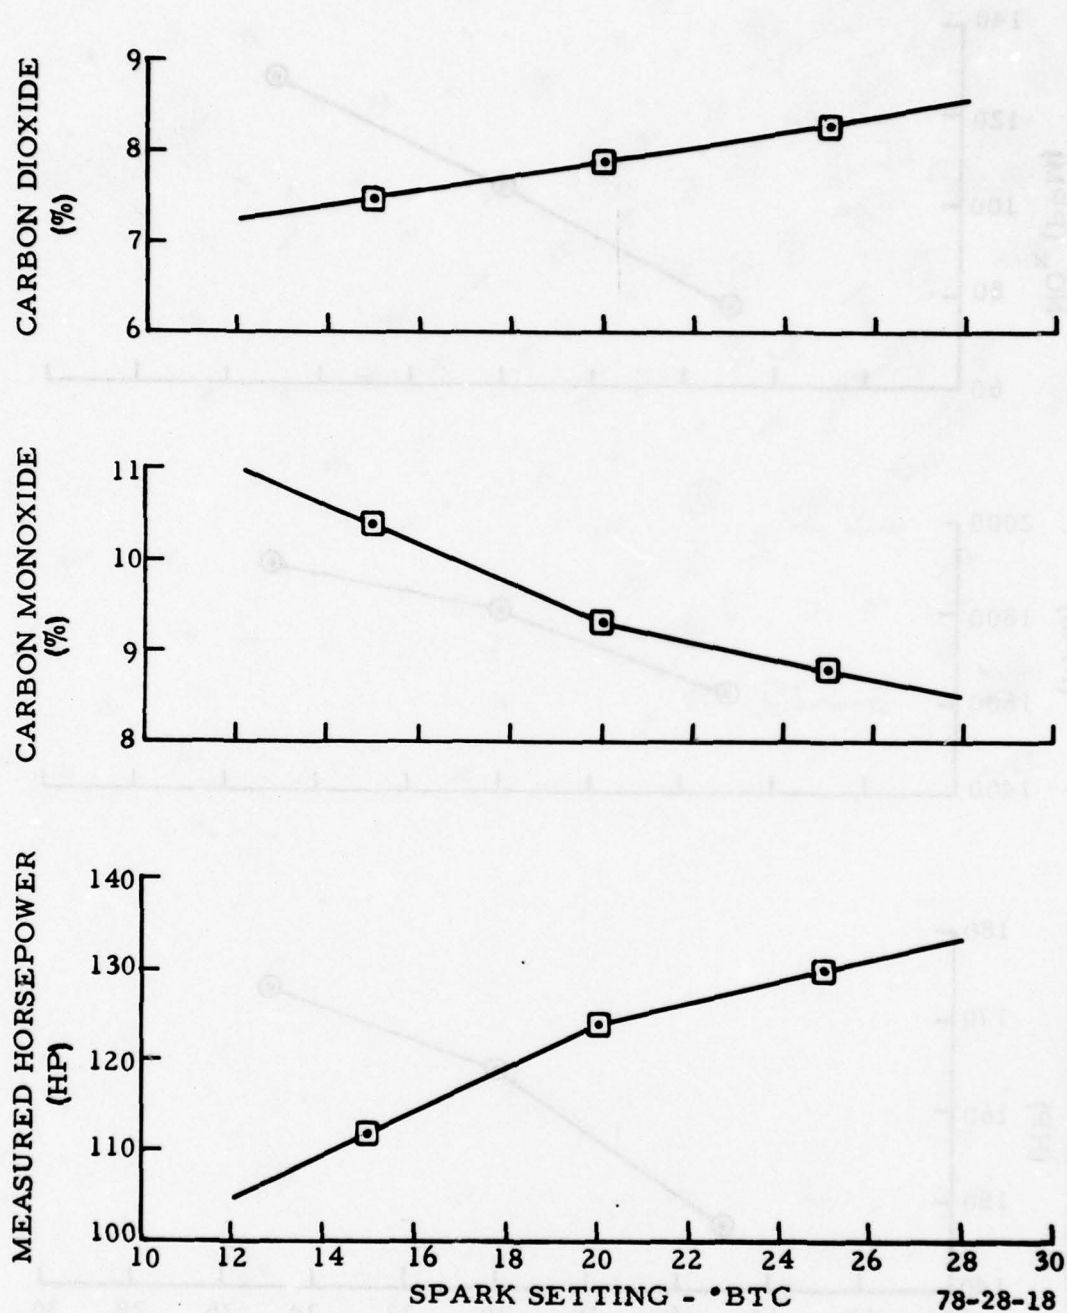 CARBON DIOXIDE
(%)
9
8
7
6
CARBON MONOXIDE
(%)
11
10
9
8
MEASURED HORSEPOWER
(HP)
140
130
120
110
100
10 12 14 16 18 20 22 24 26 28 30
SPARK SETTING - °BTC
78-28-18